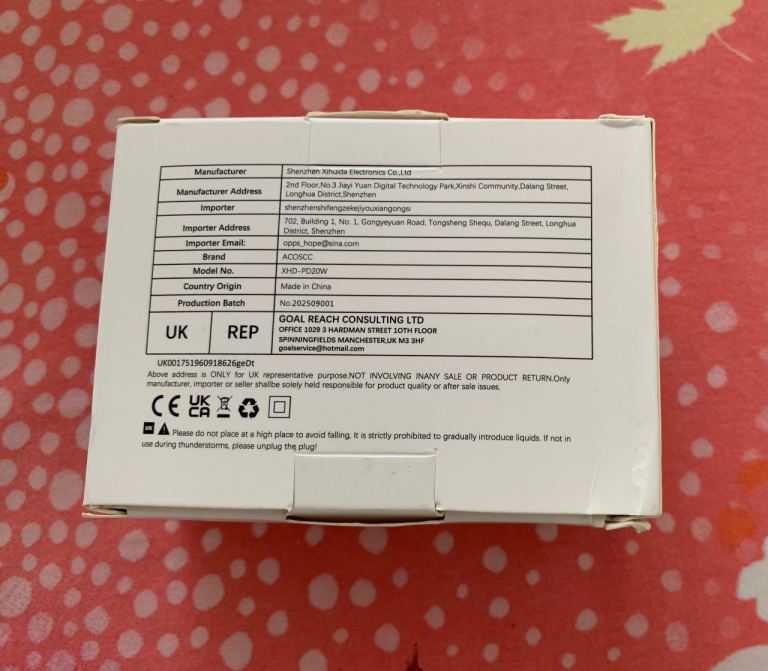 Manufacturer Shenzhen Xihuida Electronics Co.,Ltd
Manufacturer Address 2nd Floor,No.3 Jiayi Yuan Digital Technology Park,Xinshi Community,Dalang Street,
Longhua District,Shenzhen
Importer shenzhenshifengzekejiyouxiangongsi
Importer Address 702, Building 1, No. 1, Gongyeyuan Road, Tongsheng Shequ, Dalang Street, Longhua
District, Shenzhen
Importer Email: opps_hope@sina.com
Brand ACOSCC
Model No. XHD-PD20W
Country Origin Made in China
Production Batch No.202509001
UK REP GOAL REACH CONSULTING LTD
OFFICE 1029 3 HARDMAN STREET 10TH FLOOR
SPINNINGFIELDS MANCHESTER,UK M3 3HF
goalservice@hotmail.com
UK001751960918626geDt
Above address is ONLY for UK representative purpose.NOT INVOLVING INANY SALE OR PRODUCT RETURN.Only
manufacturer, importor or seller shallbe solely held responsible for product quality or after sale issues.
CE UK CA
UK Please do not place at a high place to avoid falling, It is strictly prohibited to gradually introduce liquids. If not in
use during thunderstorms, please unplug the plug!